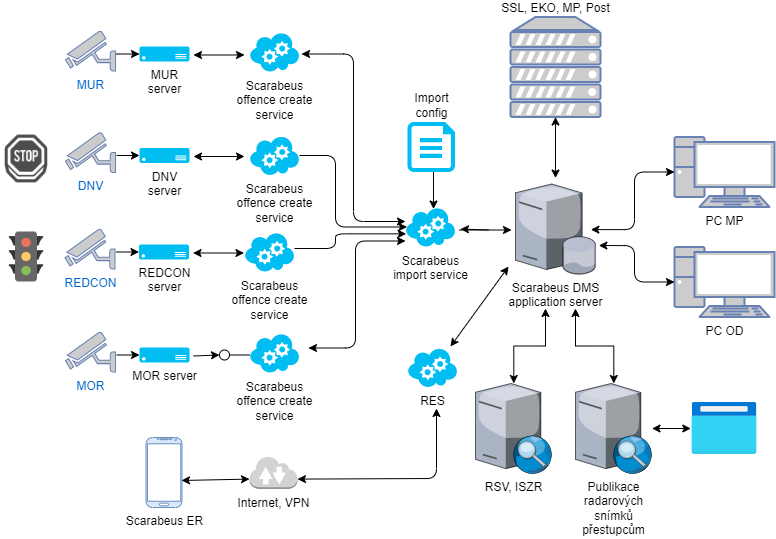 SSL, EKO, MP, Post
MUR
MUR
server
Scarabeus
offence create
service
Import
config
STOP
DNV
DNV
server
Scarabeus
offence create
service
PC MP
REDCON
REDCON
server
Scarabeus
offence create
service
Scarabeus
import service
Scarabeus DMS
application server
PC OD
MOR
MOR server
Scarabeus
offence create
service
RES
RSV, ISZR
Publikace
radarových
snímků
přestupcům
Scarabeus ER
Internet, VPN